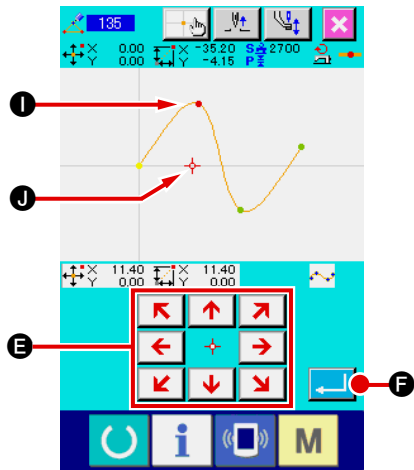 135
X 0.00 X -35.20 S 2700
Y 0.00 Y -4.15 P
I
J
X 11.40 X 11.40
Y 0.00 Y 0.00
E
F
i M